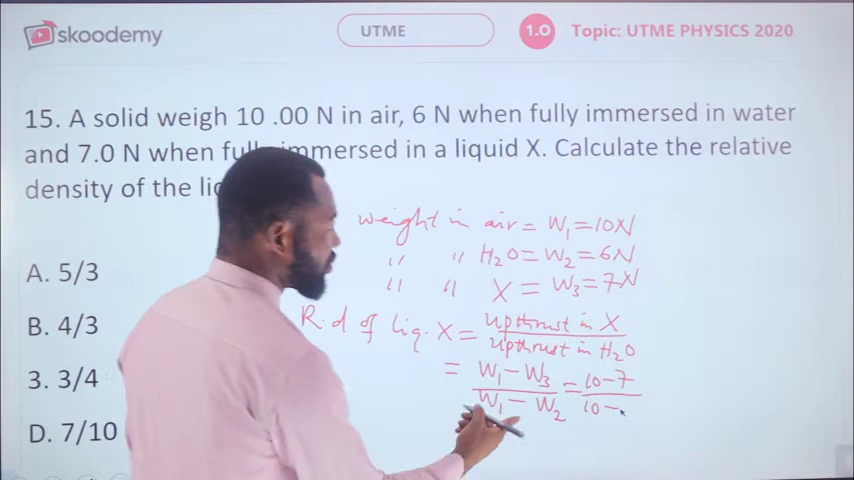 skoodemy
UTME
1.0 Topic: UTME PHYSICS 2020
15. A solid weigh 10 .00 N in air, 6 N when fully immersed in water
and 7.0 N when fully immersed in a liquid X. Calculate the relative
density of the
A. 5/3
B. 4/3
3. 3/4
D. 7/10
weight in air = W₁ = 10N
" " H₂O = W₂ = 6N
" " X = W₃ = 7N
R.d of liq. X = Upthrust in X / Upthrust in H₂O
= W₁ - W₃ / W₁ - W₂ = 10-7 / 10-